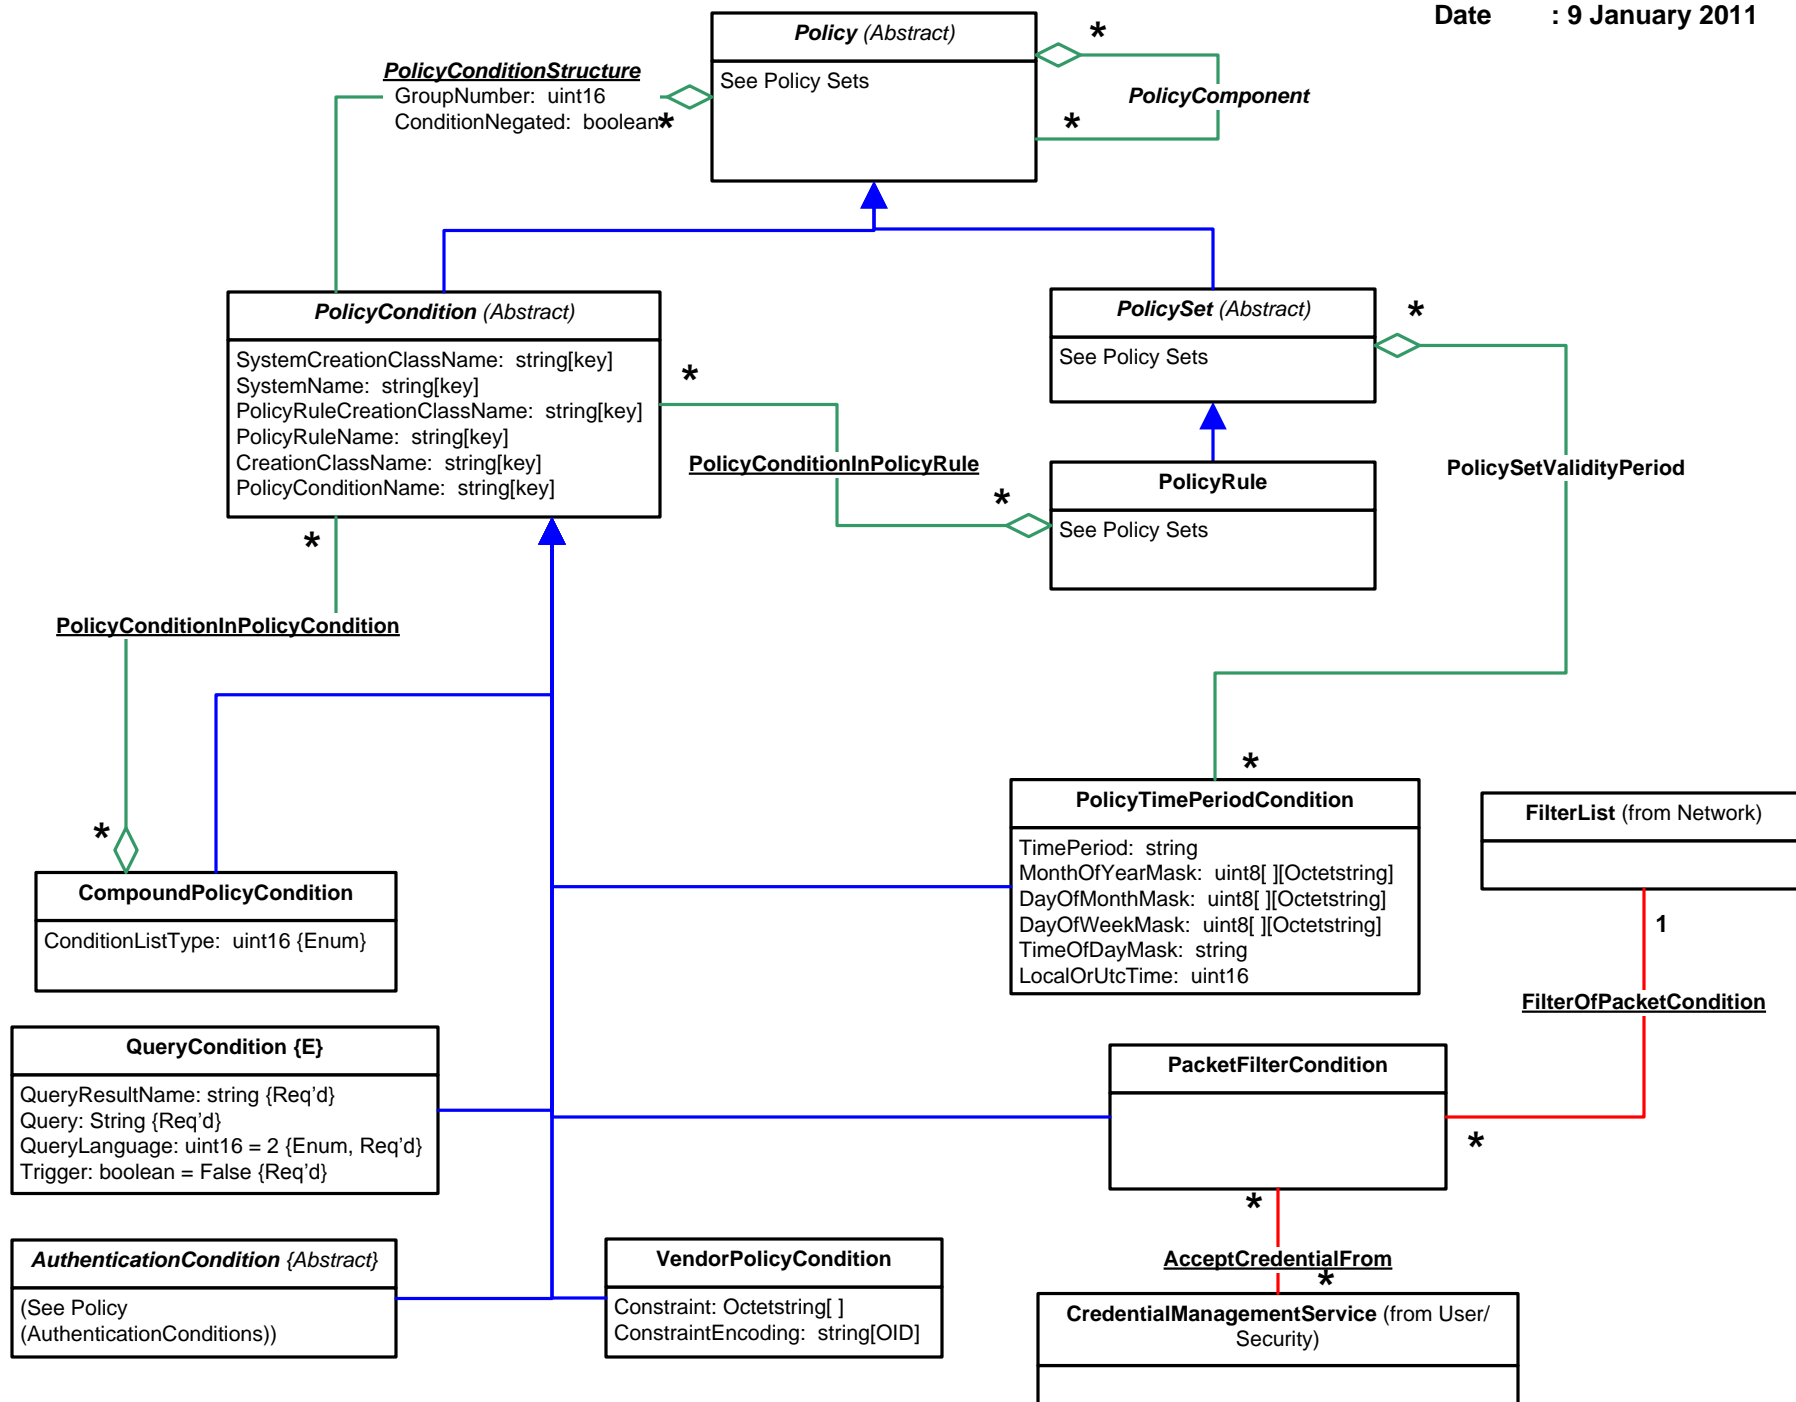 Date : 9 January 2011
Policy (Abstract)
See Policy Sets
*
PolicyComponent
*
PolicyConditionStructure
GroupNumber: uint16
ConditionNegated: boolean
*
PolicyCondition (Abstract)
SystemCreationClassName: string[key]
SystemName: string[key]
PolicyRuleCreationClassName: string[key]
PolicyRuleName: string[key]
CreationClassName: string[key]
PolicyConditionName: string[key]
*
PolicyConditionInPolicyRule
*
PolicySet (Abstract)
See Policy Sets
*
PolicyRule
See Policy Sets
PolicySetValidityPeriod
*
*
PolicyConditionInPolicyCondition
*
CompoundPolicyCondition
ConditionListType: uint16 {Enum}
PolicyTimePeriodCondition
TimePeriod: string
MonthOfYearMask: uint8[ ][Octetstring]
DayOfMonthMask: uint8[ ][Octetstring]
DayOfWeekMask: uint8[ ][Octetstring]
TimeOfDayMask: string
LocalOrUtcTime: uint16
FilterList (from Network)
1
FilterOfPacketCondition
*
QueryCondition {E}
QueryResultName: string {Req’d}
Query: String {Req’d}
QueryLanguage: uint16 = 2 {Enum, Req’d}
Trigger: boolean = False {Req’d}
PacketFilterCondition
*
AcceptCredentialFrom
*
AuthenticationCondition {Abstract}
(See Policy
(AuthenticationConditions))
VendorPolicyCondition
Constraint: Octetstring[ ]
ConstraintEncoding: string[OID]
CredentialManagementService (from User/
Security)